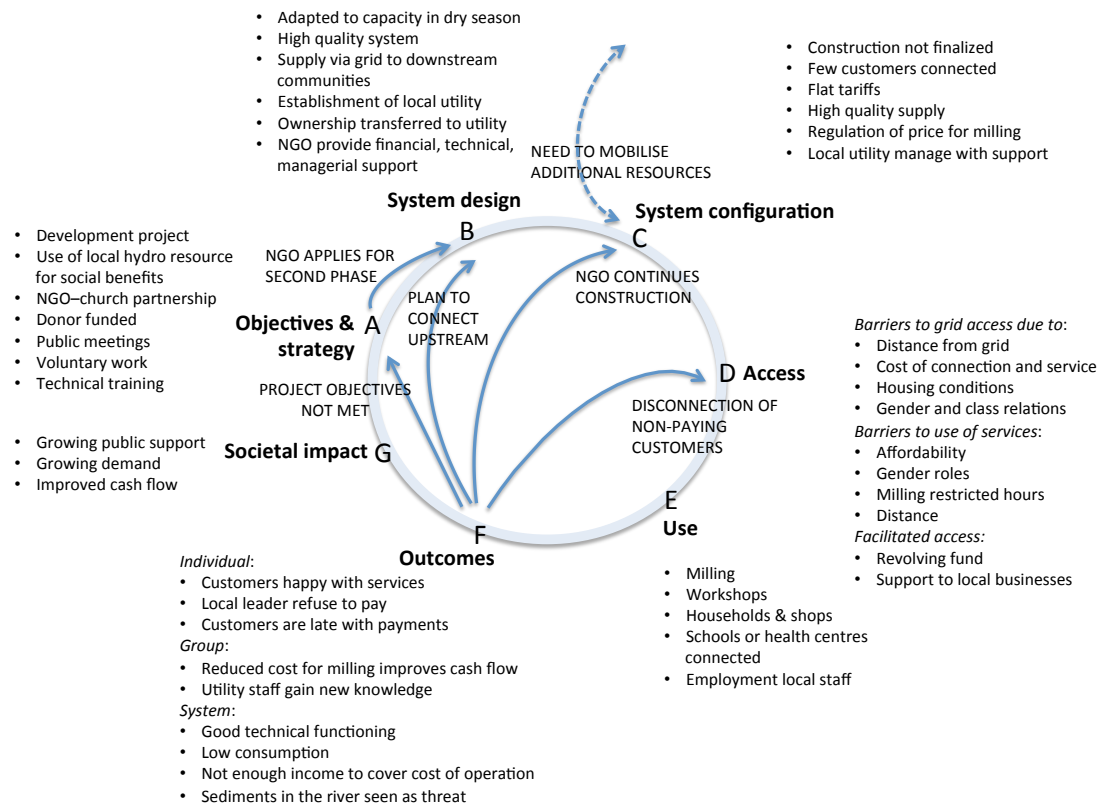 • Adapted to capacity in dry season
• High quality system
• Supply via grid to downstream
communities
• Establishment of local utility
• Ownership transferred to utility
• NGO provide financial, technical,
managerial support
• Construction not finalized
• Few customers connected
• Flat tariffs
• High quality supply
• Regulation of price for milling
• Local utility manage with support
NEED TO MOBILISE
ADDITIONAL RESOURCES
System design
B
System configuration
C
• Development project
• Use of local hydro resource
for social benefits
• NGO–church partnership
• Donor funded
• Public meetings
• Voluntary work
• Technical training
NGO APPLIES FOR
SECOND PHASE
PLAN TO
CONNECT
UPSTREAM
NGO CONTINUES
CONSTRUCTION
Objectives &
strategy
A
PROJECT OBJECTIVES
NOT MET
D Access
DISCONNECTION OF
NON-PAYING
CUSTOMERS
Barriers to grid access due to:
• Distance from grid
• Cost of connection and service
• Housing conditions
• Gender and class relations
Barriers to use of services:
• Affordability
• Gender roles
• Milling restricted hours
• Distance
Facilitated access:
• Revolving fund
• Support to local businesses
• Growing public support
• Growing demand
• Improved cash flow
Societal impact G
E
Use
• Milling
• Workshops
• Households & shops
• Schools or health centres
connected
• Employment local staff
F
Outcomes
Individual:
• Customers happy with services
• Local leader refuse to pay
• Customers are late with payments
Group:
• Reduced cost for milling improves cash flow
• Utility staff gain new knowledge
System:
• Good technical functioning
• Low consumption
• Not enough income to cover cost of operation
• Sediments in the river seen as threat